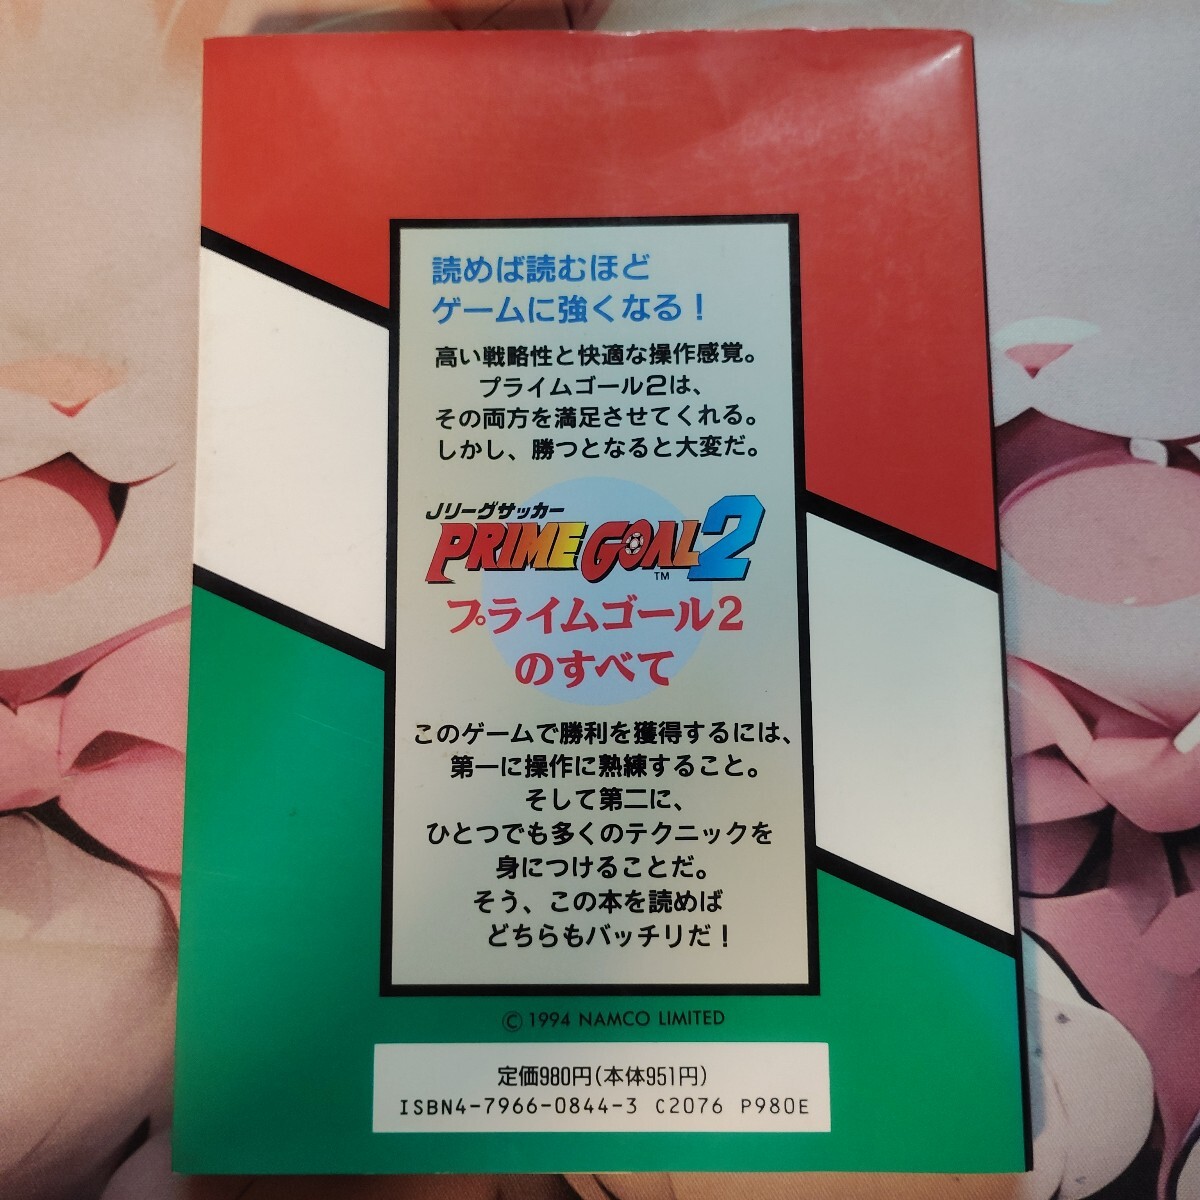 読めば読むほど
ゲームに強くなる！
高い戦略性と快適な操作感覚。
プライムゴール2は、
その両方を満足させてくれる。
しかし、勝つとなると大変だ。
Jリーグサッカー
PRIME GOAL 2
TM
プライムゴール2
のすべて
このゲームで勝利を獲得するには、
第一に操作に熟練すること。
そして第二に、
ひとつでも多くのテクニックを
身につけることだ。
そう、この本を読めば
どちらもバッチリだ！
© 1994 NAMCO LIMITED
定価980円(本体951円)
ISBN4-7966-0844-3 C2076 P980E